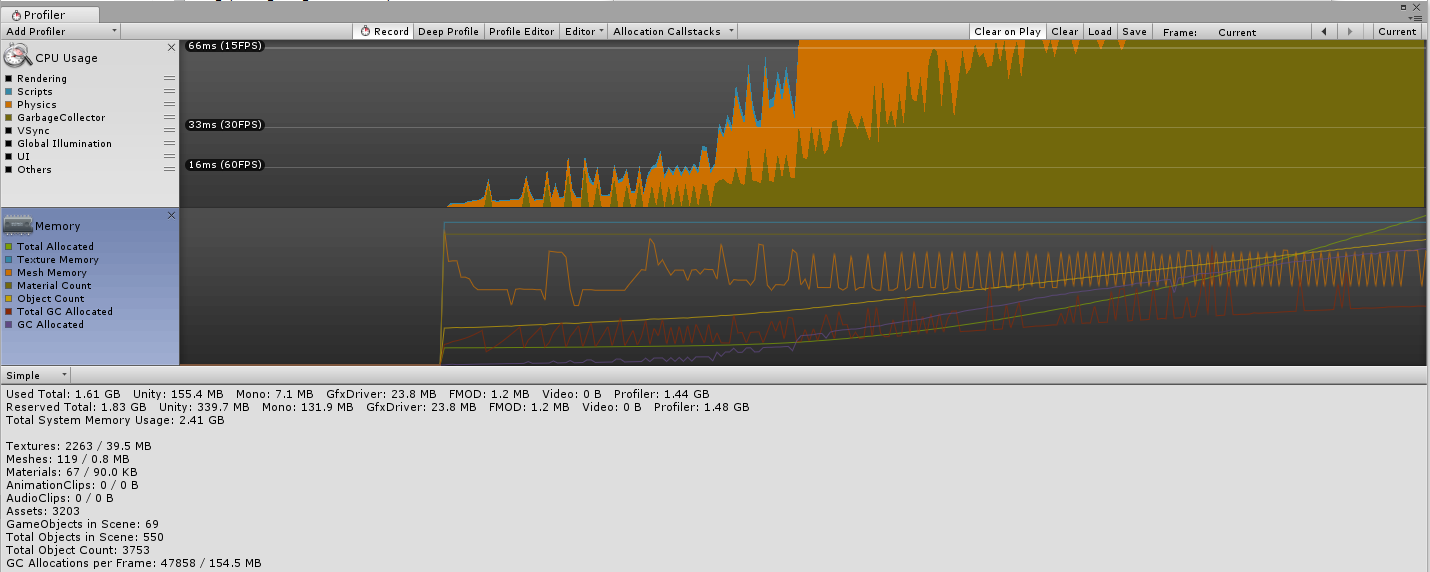 Profiler
Add Profiler Record Deep Profile Profile Editor Editor Allocation Callstacks Clear on Play Clear Load Save Frame: Current Current
CPU Usage
Rendering
Scripts
Physics
GarbageCollector
VSync
Global Illumination
UI
Others
66ms (15FPS)
33ms (30FPS)
16ms (60FPS)
Memory
Total Allocated
Texture Memory
Mesh Memory
Material Count
Object Count
Total GC Allocated
GC Allocated
Simple
Used Total: 1.61 GB Unity: 155.4 MB Mono: 7.1 MB GfxDriver: 23.8 MB FMOD: 1.2 MB Video: 0 B Profiler: 1.44 GB
Reserved Total: 1.83 GB Unity: 339.7 MB Mono: 131.9 MB GfxDriver: 23.8 MB FMOD: 1.2 MB Video: 0 B Profiler: 1.48 GB
Total System Memory Usage: 2.41 GB
Textures: 2263 / 39.5 MB
Meshes: 119 / 0.8 MB
Materials: 67 / 90.0 KB
AnimationClips: 0 / 0 B
AudioClips: 0 / 0 B
Assets: 3203
GameObjects in Scene: 69
Total Objects in Scene: 550
Total Object Count: 3753
GC Allocations per Frame: 47858 / 154.5 MB